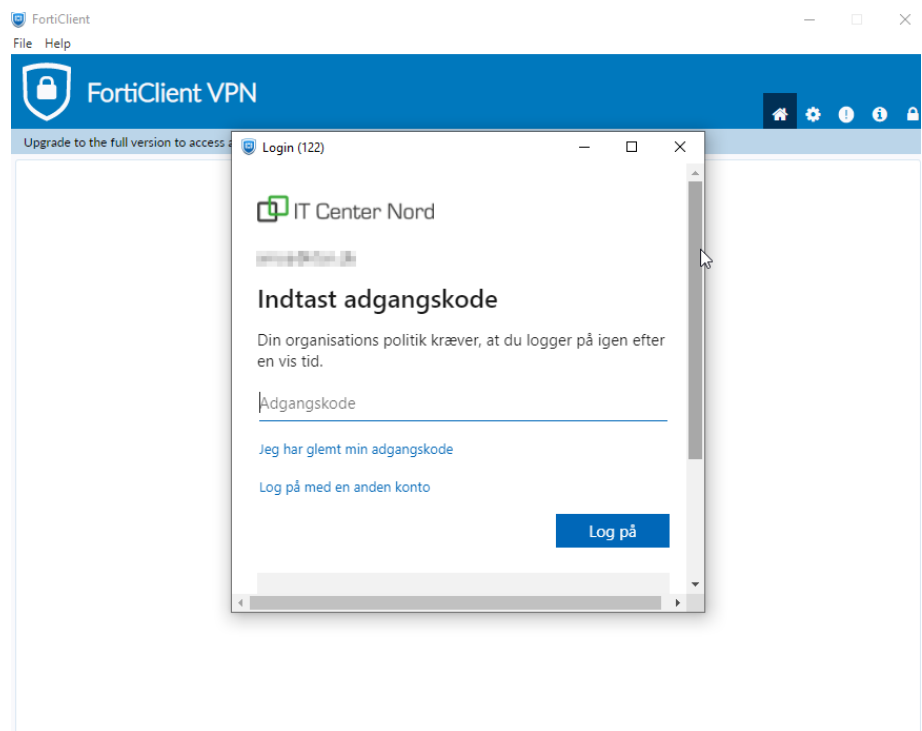 FortiClient
File Help
FortiClient VPN
Upgrade to the full version to access
Login (122)
IT Center Nord
Indtast adgangskode
Din organisations politik kræver, at du logger på igen efter
en vis tid.
Adgangskode
Jeg har glemt min adgangskode
Log på med en anden konto
Log på